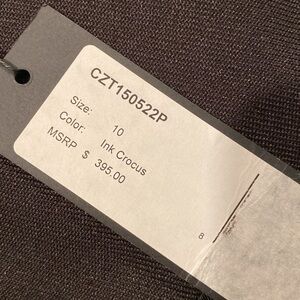 CZT150522P
Size: 10
Color: Ink Crocus
MSRP $ 395.00
8